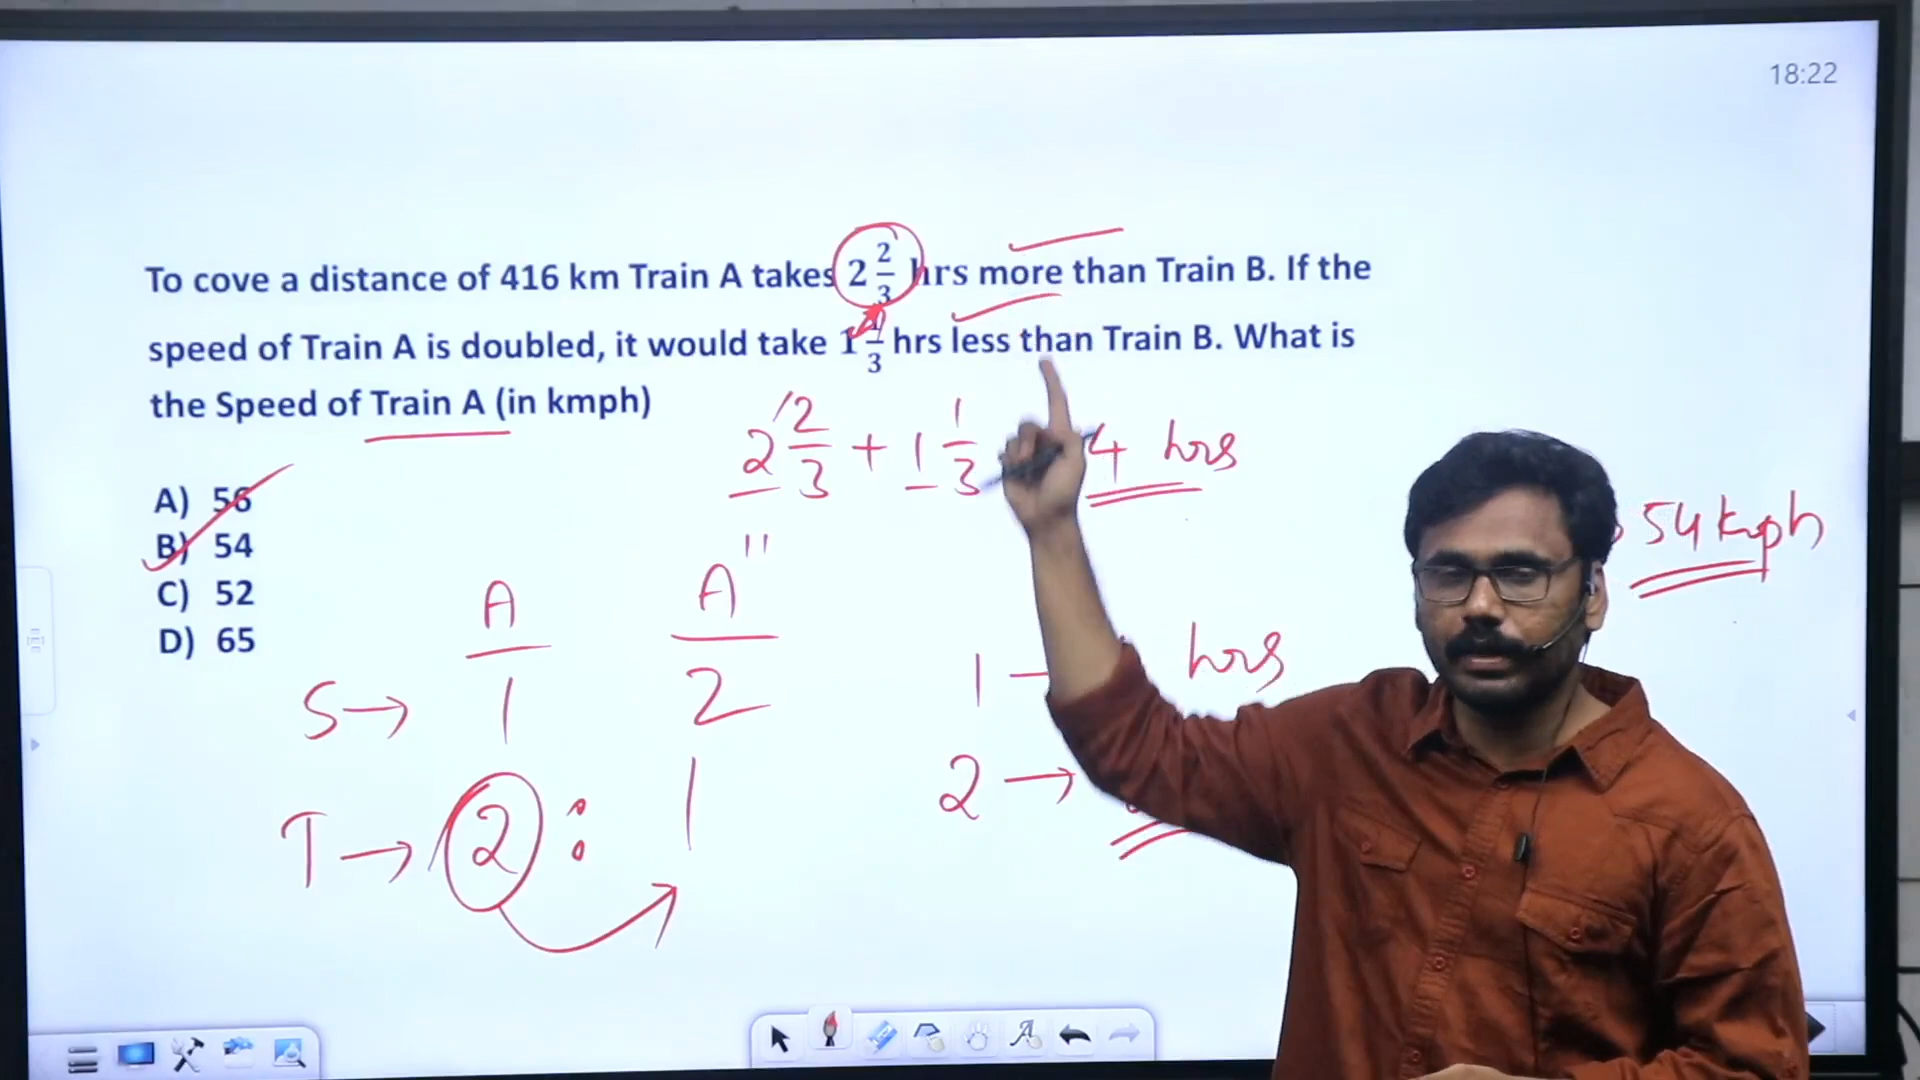 18:22
To cove a distance of 416 km Train A takes 2 2/3 hrs more than Train B. If the
speed of Train A is doubled, it would take 1 1/3 hrs less than Train B. What is
the Speed of Train A (in kmph)
2 2/3 + 1 1/3 4 hrs
A) 56
B) 54
C) 52
D) 65
54 kmph
A A"
S → 1 2
T → 2 : 1
1 → hrs
2 →